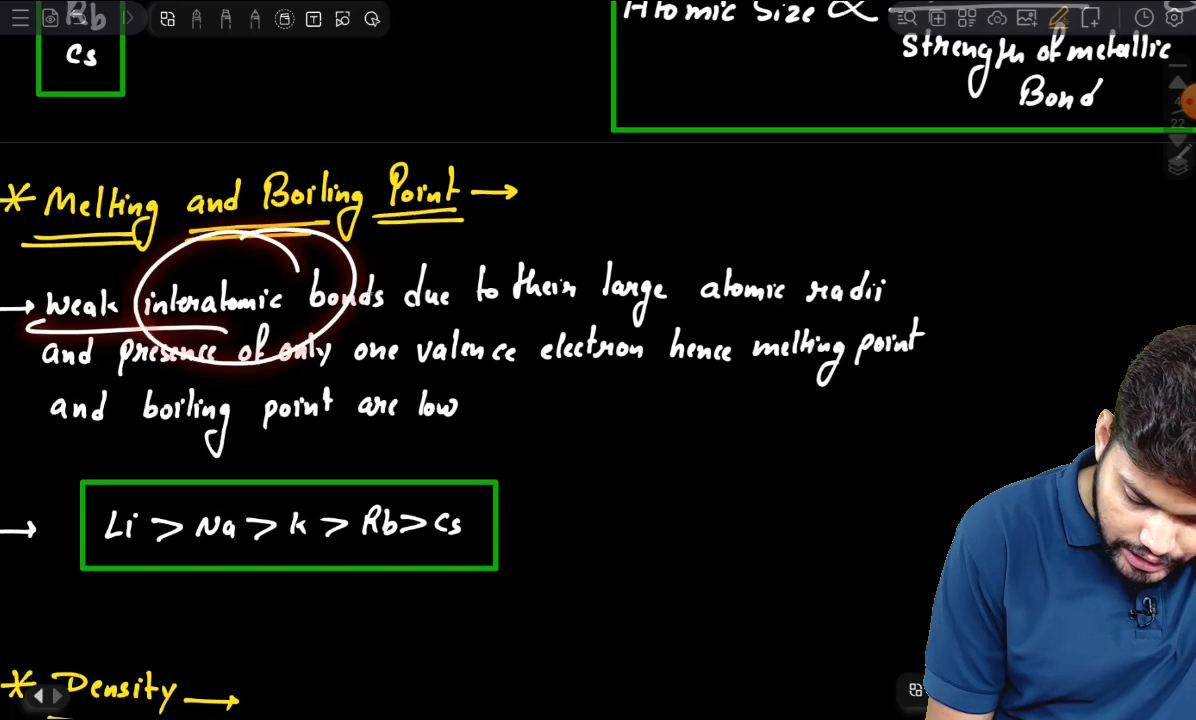 Rb
Cs
Atomic Size ∝
Strength of metallic
Bond
* Melting and Boiling Point →
→ Weak interatomic bonds due to their large atomic radii
and presence of only one valence electron hence melting point
and boiling point are low
→ Li > Na > K > Rb > Cs
* Density →
22